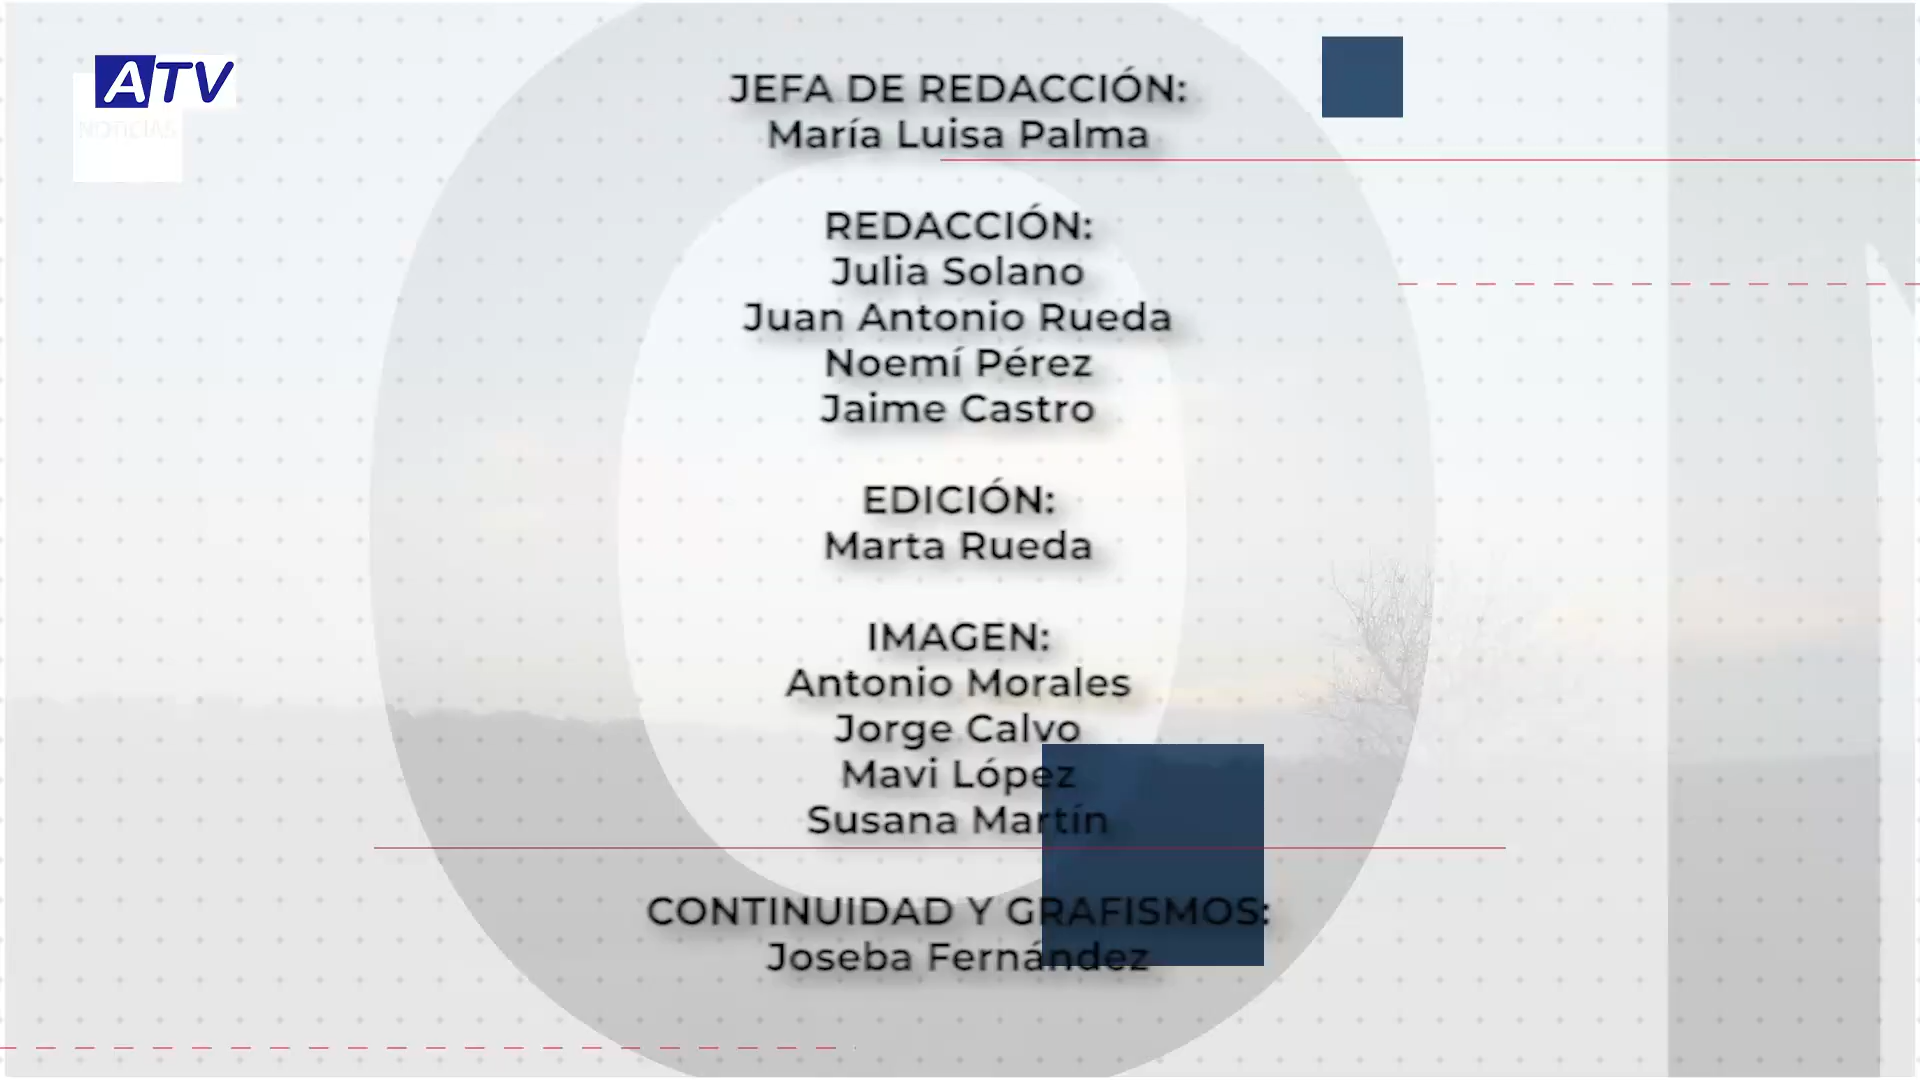 ATV
NOTICIAS
JEFA DE REDACCIÓN:
María Luisa Palma
REDACCIÓN:
Julia Solano
Juan Antonio Rueda
Noemí Pérez
Jaime Castro
EDICIÓN:
Marta Rueda
IMAGEN:
Antonio Morales
Jorge Calvo
Mavi López
Susana Martín
CONTINUIDAD Y GRAFISMOS:
Joseba Fernández